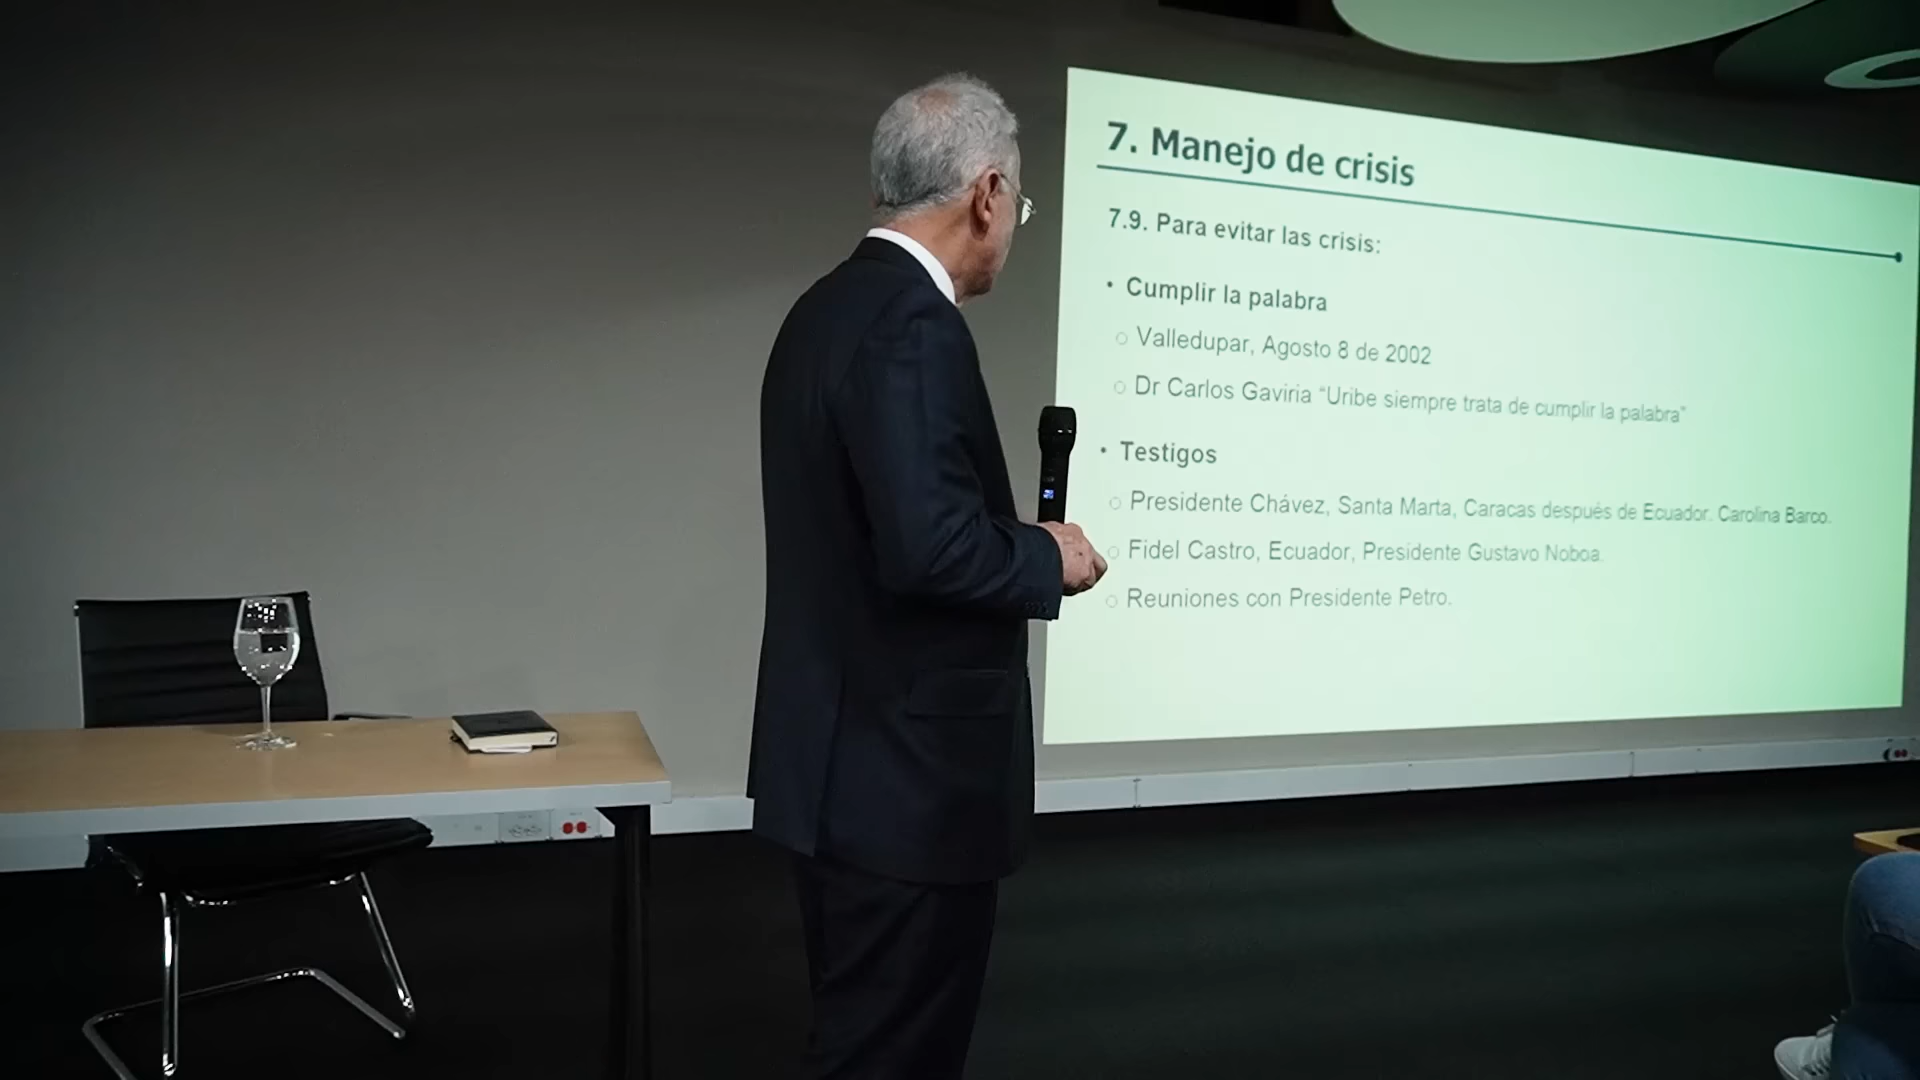 7. Manejo de crisis
7.9. Para evitar las crisis:
• Cumplir la palabra
○ Valledupar, Agosto 8 de 2002
○ Dr Carlos Gaviria “Uribe siempre trata de cumplir la palabra”
• Testigos
○ Presidente Chávez, Santa Marta, Caracas después de Ecuador. Carolina Barco.
○ Fidel Castro, Ecuador, Presidente Gustavo Noboa.
○ Reuniones con Presidente Petro.